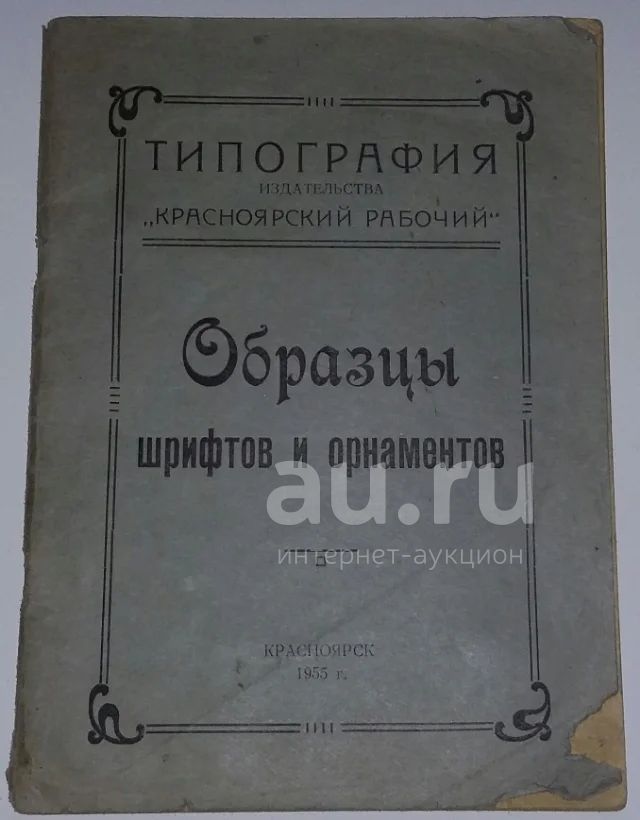 ТИПОГРАФИЯ
ИЗДАТЕЛЬСТВА
„КРАСНОЯРСКИЙ РАБОЧИЙ“
Образцы
шрифтов и орнаментов
au.ru
интернет-аукцион
КРАСНОЯРСК
1955 г.